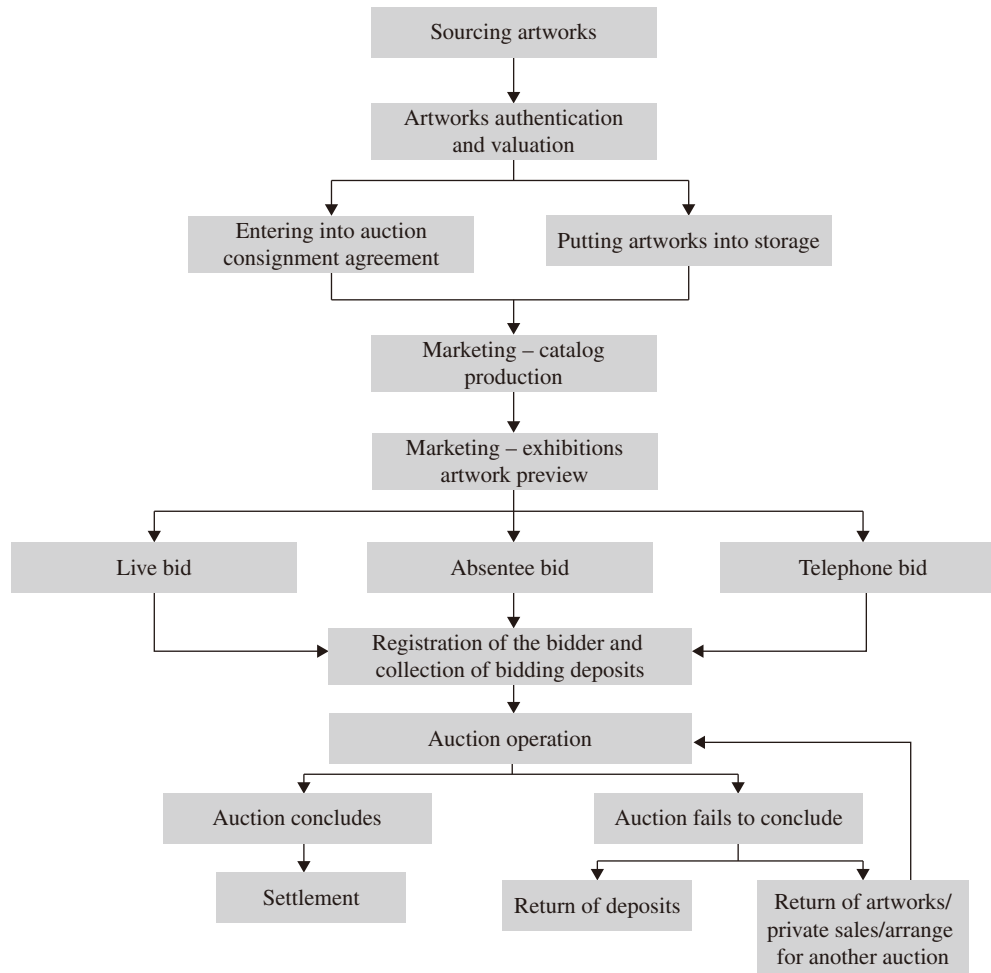 Sourcing artworks
Artworks authentication
and valuation
Entering into auction
consignment agreement
Putting artworks into storage
Marketing – catalog
production
Marketing – exhibitions
artwork preview
Live bid
Absentee bid
Telephone bid
Registration of the bidder and
collection of bidding deposits
Auction operation
Auction concludes
Auction fails to conclude
Settlement
Return of deposits
Return of artworks/
private sales/arrange
for another auction